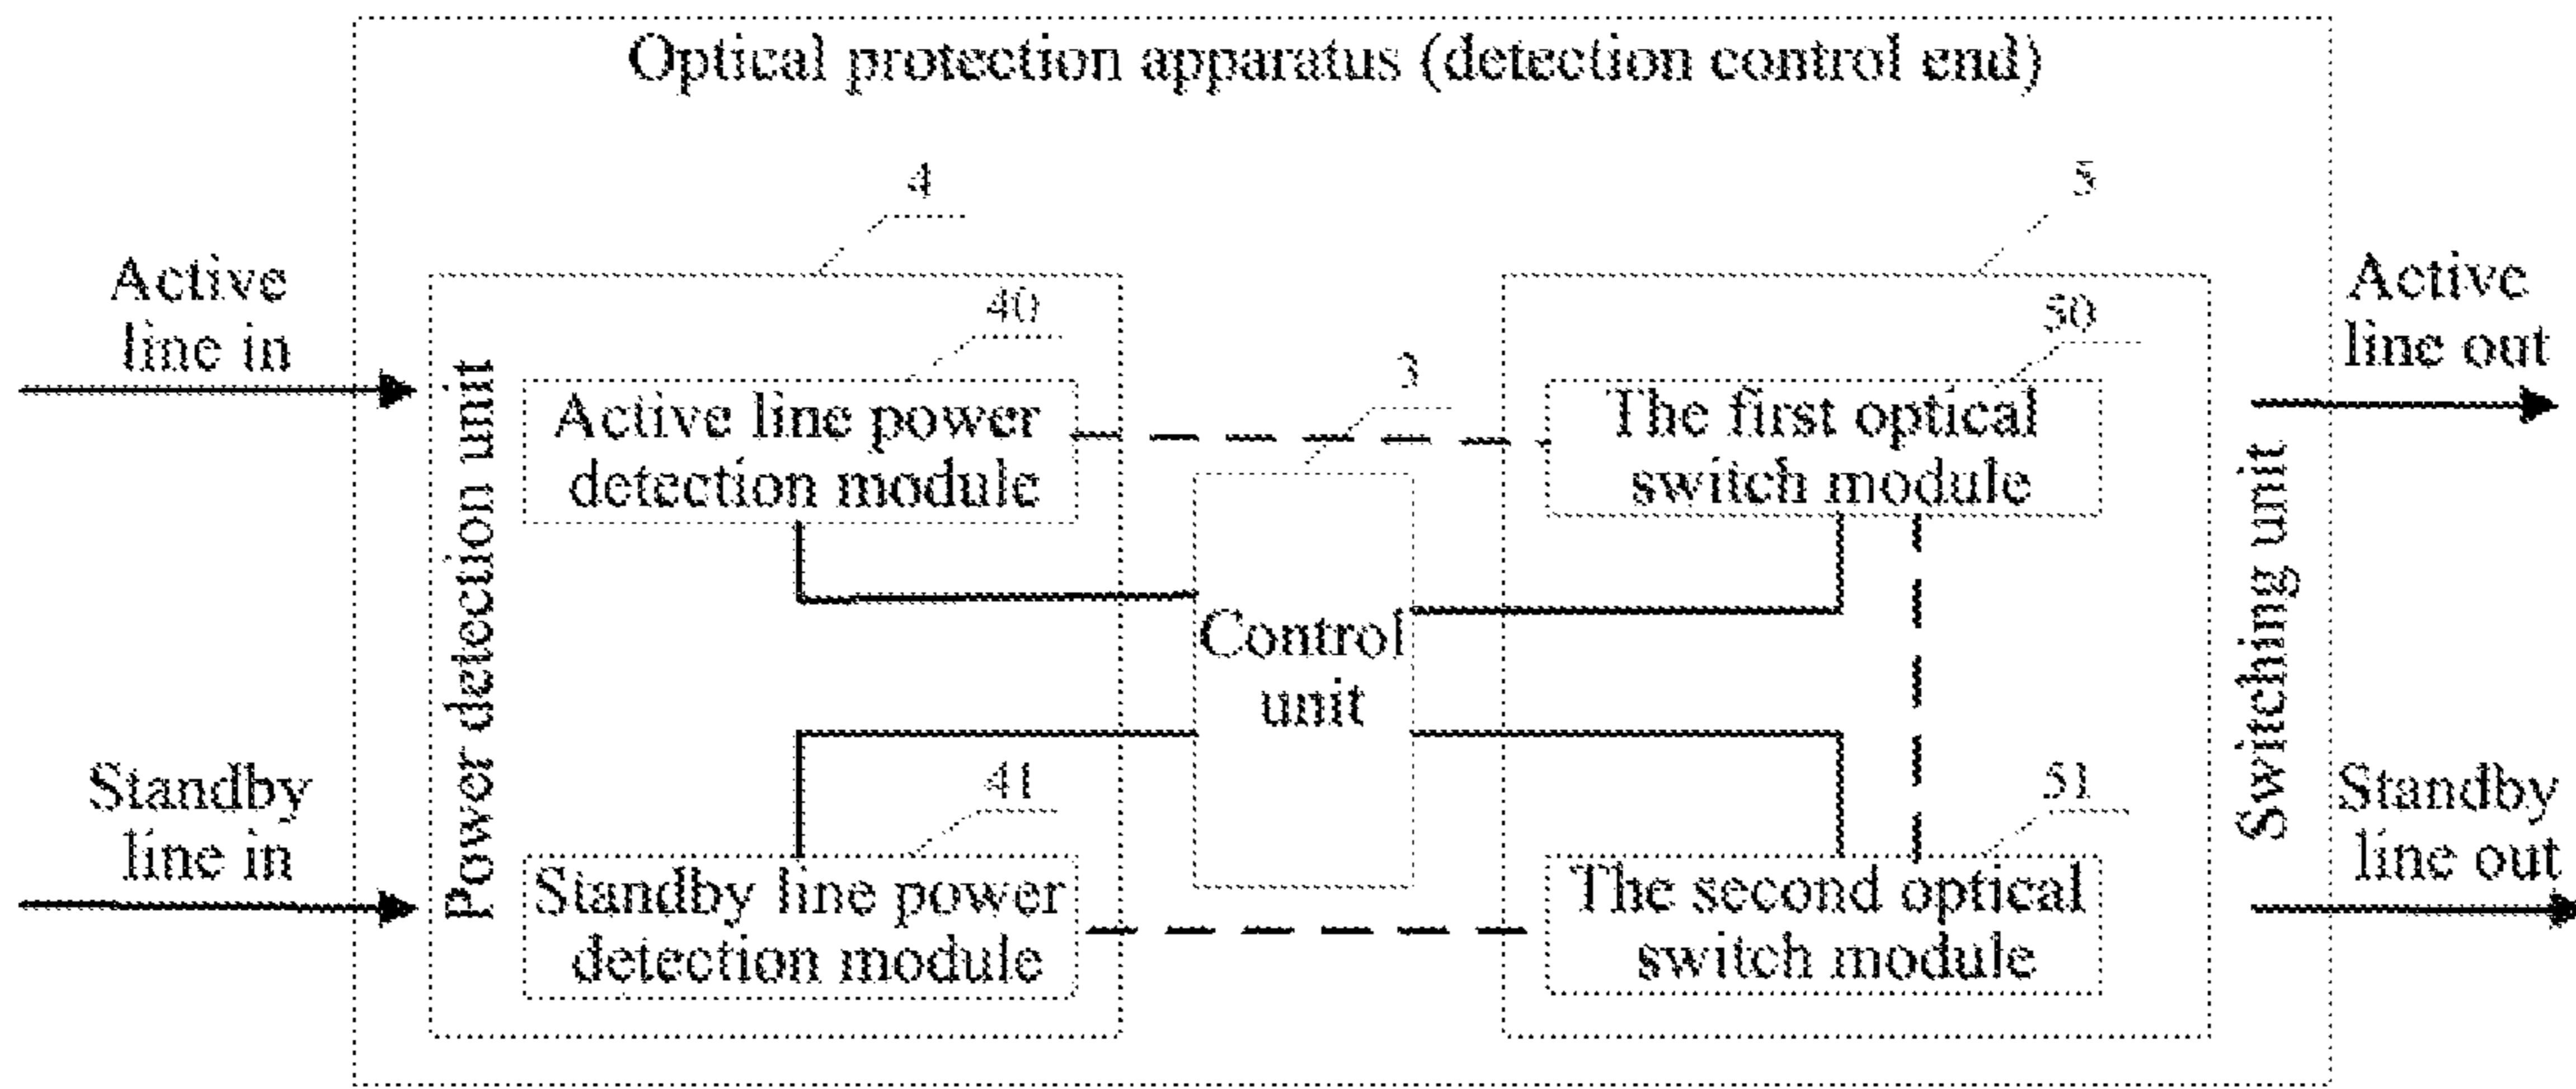 Optical protection apparatus (detection control end)
4
5
Active
line in
Active
line out
40
50
3
Power detection unit
Active line power
detection module
The first optical
switch module
Control
unit
Switching unit
Standby
line in
Standby
line out
41
51
Standby line power
detection module
The second optical
switch module